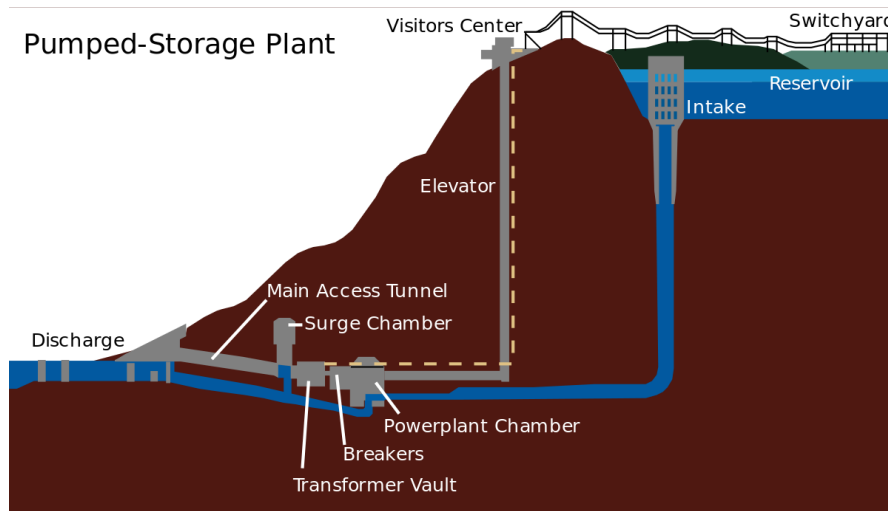 Pumped-Storage Plant
Visitors Center
Switchyard
Reservoir
Intake
Elevator
Main Access Tunnel
Surge Chamber
Discharge
Powerplant Chamber
Breakers
Transformer Vault